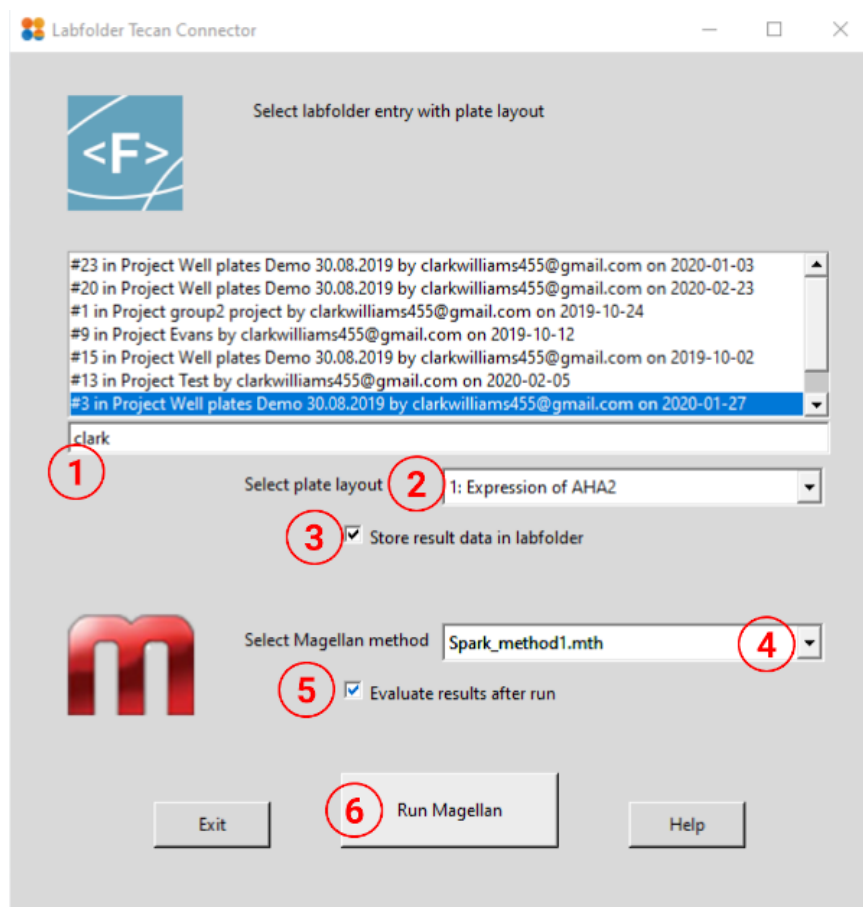 Labfolder Tecan Connector
<F>
Select labfolder entry with plate layout
#23 in Project Well plates Demo 30.08.2019 by clarkwilliams455@gmail.com on 2020-01-03
#20 in Project Well plates Demo 30.08.2019 by clarkwilliams455@gmail.com on 2020-02-23
#1 in Project group2 project by clarkwilliams455@gmail.com on 2019-10-24
#9 in Project Evans by clarkwilliams455@gmail.com on 2019-10-12
#15 in Project Well plates Demo 30.08.2019 by clarkwilliams455@gmail.com on 2019-10-02
#13 in Project Test by clarkwilliams455@gmail.com on 2020-02-05
#3 in Project Well plates Demo 30.08.2019 by clarkwilliams455@gmail.com on 2020-01-27
clark
1
Select plate layout 2 1: Expression of AHA2
3 Store result data in labfolder
m
Select Magellan method Spark_method1.mth 4
5 Evaluate results after run
Exit 6 Run Magellan Help